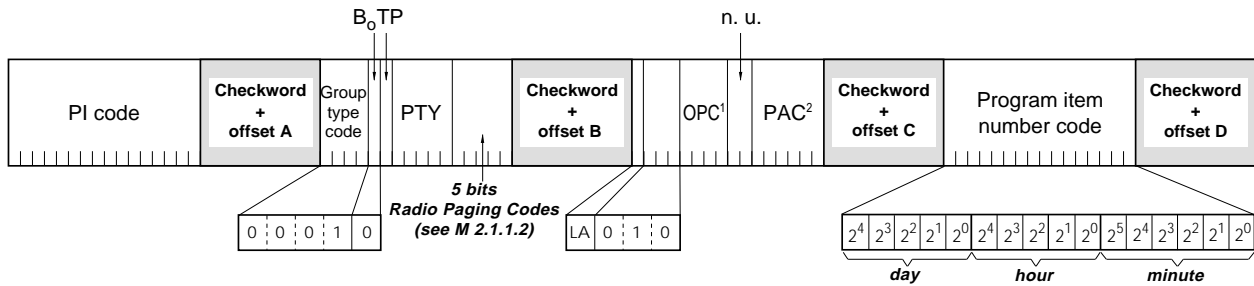 BₒTP n. u.
PI code
Checkword + offset A
Group type code
PTY
Checkword + offset B
OPC¹
PAC²
Checkword + offset C
Program item number code
Checkword + offset D
5 bits
Radio Paging Codes
(see M 2.1.1.2)
0 0 0 1 0
LA 0 1 0
2⁴ 2³ 2² 2¹ 2⁰ 2⁴ 2³ 2² 2¹ 2⁰ 2⁵ 2⁴ 2³ 2² 2¹ 2⁰
day hour minute